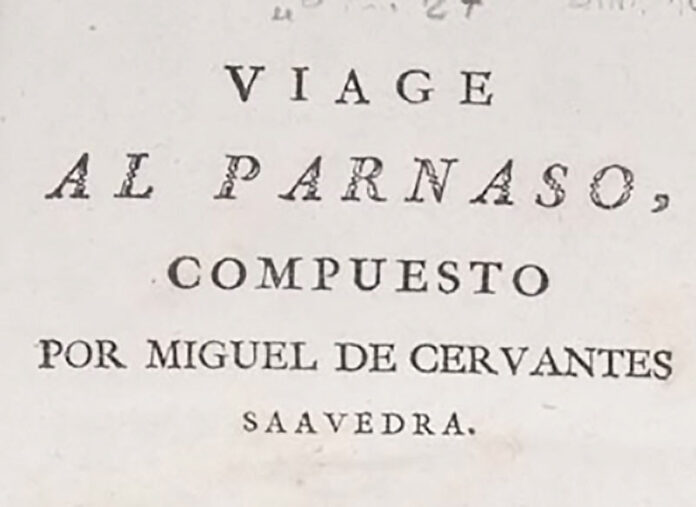 VIAGE
AL PARNASO,
COMPUESTO
POR MIGUEL DE CERVANTES
SAAVEDRA.